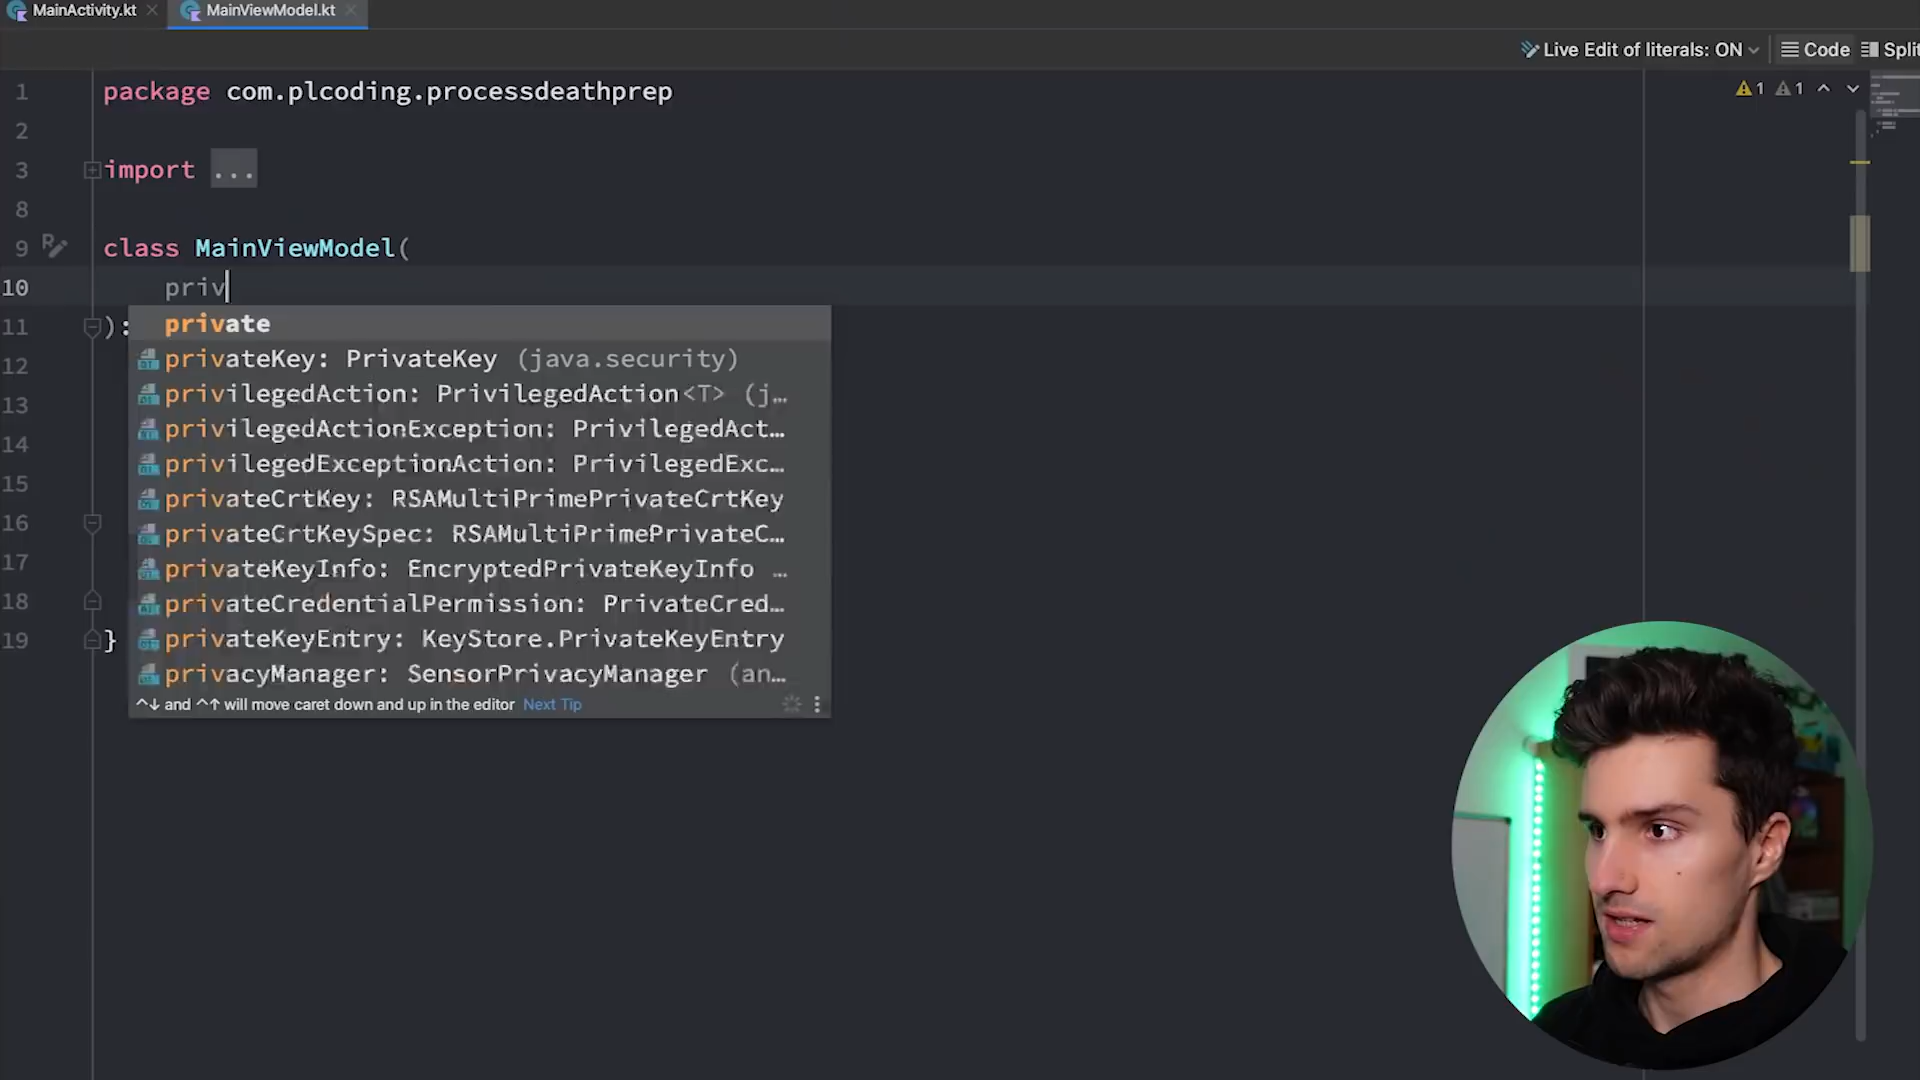 MainActivity.kt
MainViewModel.kt
Live Edit of literals: ON
Code
Split
1 package com.plcoding.processdeathprep
1
1
2
3 import ...
8
9 class MainViewModel(
10 priv
11 ):
private
12
privateKey: PrivateKey (java.security)
13
privilegedAction: PrivilegedAction<T> (j…
14
privilegedActionException: PrivilegedAct…
15
privilegedExceptionAction: PrivilegedExc…
privateCrtKey: RSAMultiPrimePrivateCrtKey
16
privateCrtKeySpec: RSAMultiPrimePrivateC…
17
privateKeyInfo: EncryptedPrivateKeyInfo …
18
privateCredentialPermission: PrivateCred…
19 }
privateKeyEntry: KeyStore.PrivateKeyEntry
privacyManager: SensorPrivacyManager (an…
^↓ and ^↑ will move caret down and up in the editor Next Tip